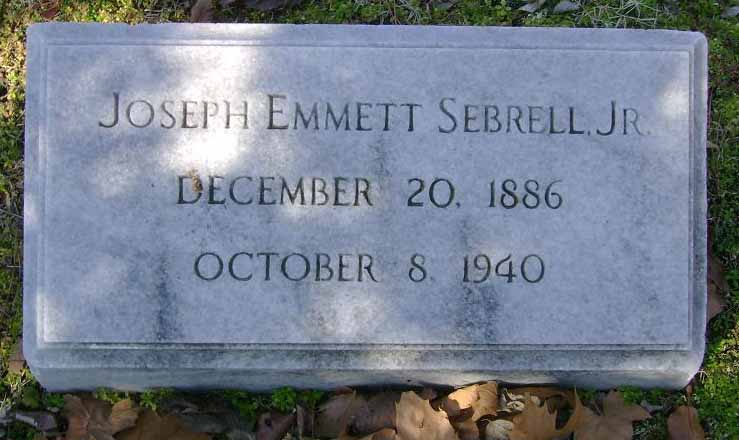 Joseph Emmett Sebrell, Jr.
December 20, 1886
October 8, 1940